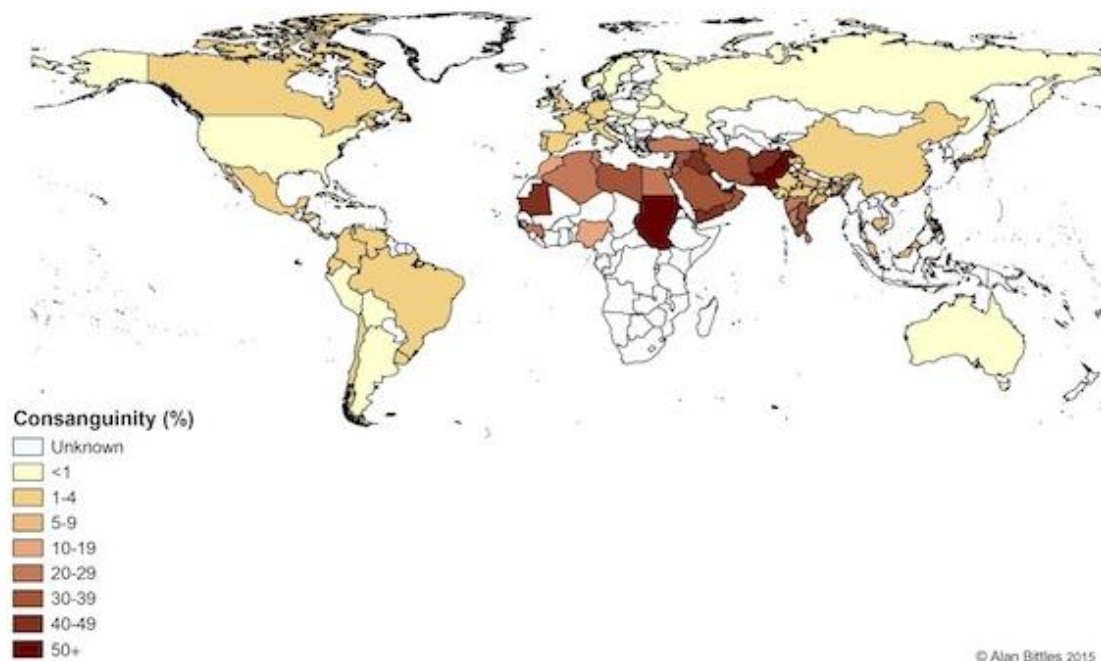 Consanguinity (%)
Unknown
<1
1-4
5-9
10-19
20-29
30-39
40-49
50+
© Alan Bittles 2015